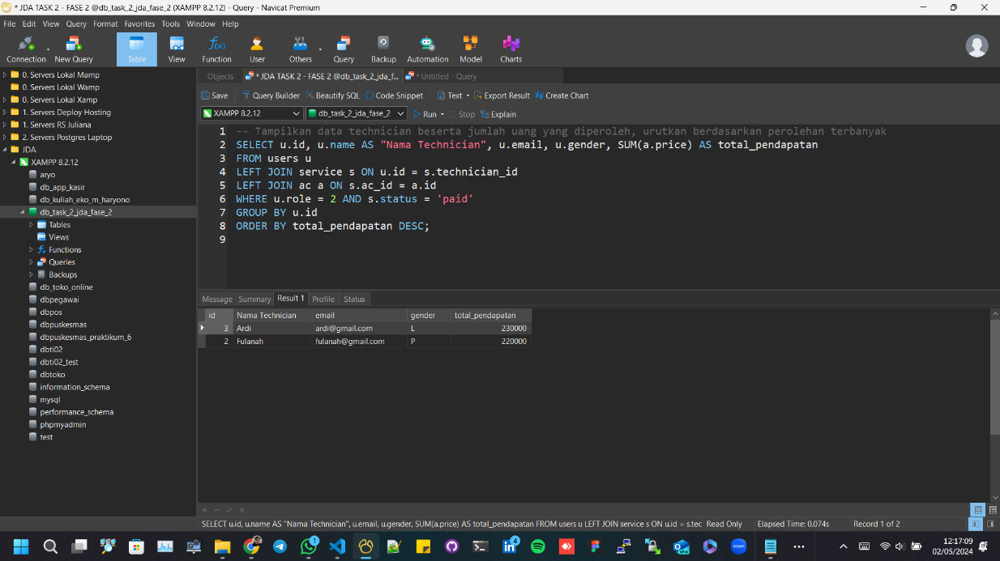 * JDA TASK 2 - FASE 2 @db_task_2_jda_fase_2 (XAMPP 8.2.12) - Query - Navicat Premium
File Edit View Query Format Favorites Tools Window Help
Connection New Query Table View Function User Others Query Backup Automation Model Charts
0. Servers Lokal Mamp
0. Servers Lokal Wamp
0. Servers Lokal Xamp
1. Servers Deploy Hosting
1. Servers RS Juliana
2. Servers Postgres Laptop
JDA
XAMPP 8.2.12
aryo
db_app_kasir
db_kuliah_eko_m_haryono
db_task_2_jda_fase_2
Tables
Views
Functions
Queries
Backups
db_toko_online
dbpegawai
dbpos
dbpuskesmas
dbpuskesmas_praktikum_6
dbti02
dbti02_test
dbtoko
information_schema
mysql
performance_schema
phpmyadmin
test
Objects * JDA TASK 2 - FASE 2 @db_task_2_jda_f... * Untitled - Query
Save Query Builder Beautify SQL () Code Snippet Text Export Result Create Chart
XAMPP 8.2.12 db_task_2_jda_fase_2 Run Stop Explain
1 -- Tampilkan data technician beserta jumlah uang yang diperoleh, urutkan berdasarkan perolehan terbanyak
2 SELECT u.id, u.name AS "Nama Technician", u.email, u.gender, SUM(a.price) AS total_pendapatan
3 FROM users u
4 LEFT JOIN service s ON u.id = s.technician_id
5 LEFT JOIN ac a ON s.ac_id = a.id
6 WHERE u.role = 2 AND s.status = 'paid'
7 GROUP BY u.id
8 ORDER BY total_pendapatan DESC;
9
Message Summary Result 1 Profile Status
id Nama Technician email gender total_pendapatan
3 Ardi ardi@gmail.com L 230000
2 Fulanah fulanah@gmail.com P 220000
SELECT u.id, u.name AS "Nama Technician", u.email, u.gender, SUM(a.price) AS total_pendapatan FROM users u LEFT JOIN service s ON u.id = s.tec Read Only Elapsed Time: 0.074s Record 1 of 2
1 4 zoom
12:17:09
02/05/2024